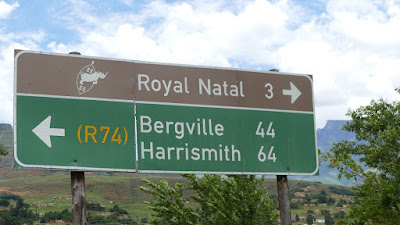 Royal Natal 3
(R74) Bergville 44
Harrismith 64